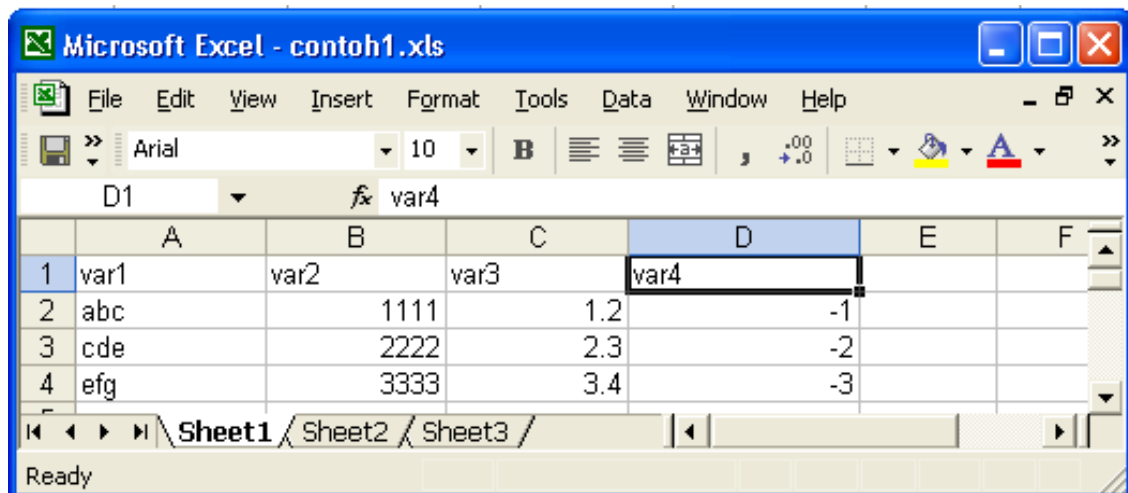 Microsoft Excel - contoh1.xls
File Edit View Insert Format Tools Data Window Help
Arial 10 B , .00 .0 A
D1 fx var4
A B C D E F
1 var1 var2 var3 var4
2 abc 1111 1.2 -1
3 cde 2222 2.3 -2
4 efg 3333 3.4 -3
Sheet1 Sheet2 Sheet3
Ready